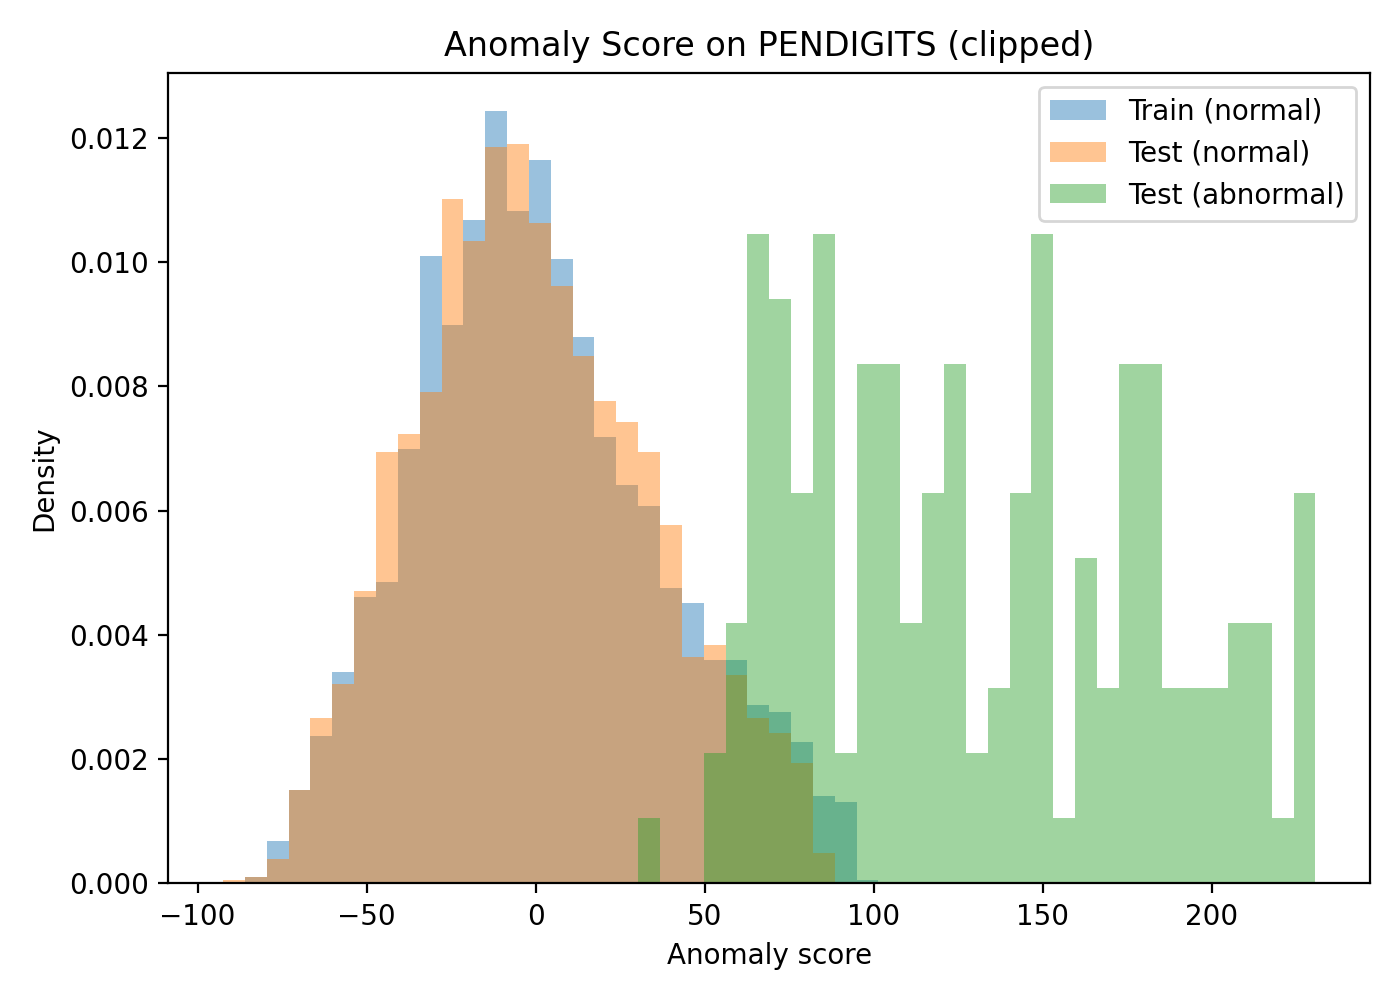 Anomaly Score on PENDIGITS (clipped)
Train (normal)
Test (normal)
Test (abnormal)
0.012
0.010
0.008
0.006
0.004
0.002
0.000
Density
−100
−50
0
50
100
150
200
Anomaly score